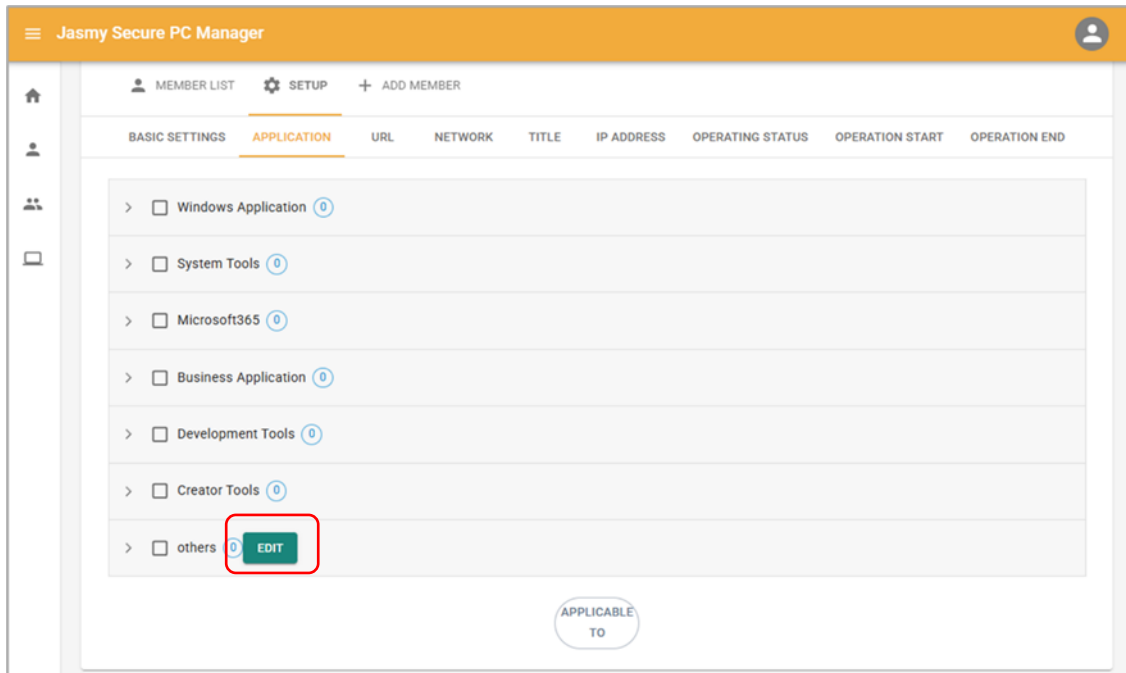 Jasmy Secure PC Manager
MEMBER LIST SETUP ADD MEMBER
BASIC SETTINGS APPLICATION URL NETWORK TITLE IP ADDRESS OPERATING STATUS OPERATION START OPERATION END
Windows Application 0
System Tools 0
Microsoft365 0
Business Application 0
Development Tools 0
Creator Tools 0
others 0 EDIT
APPLICABLE
TO